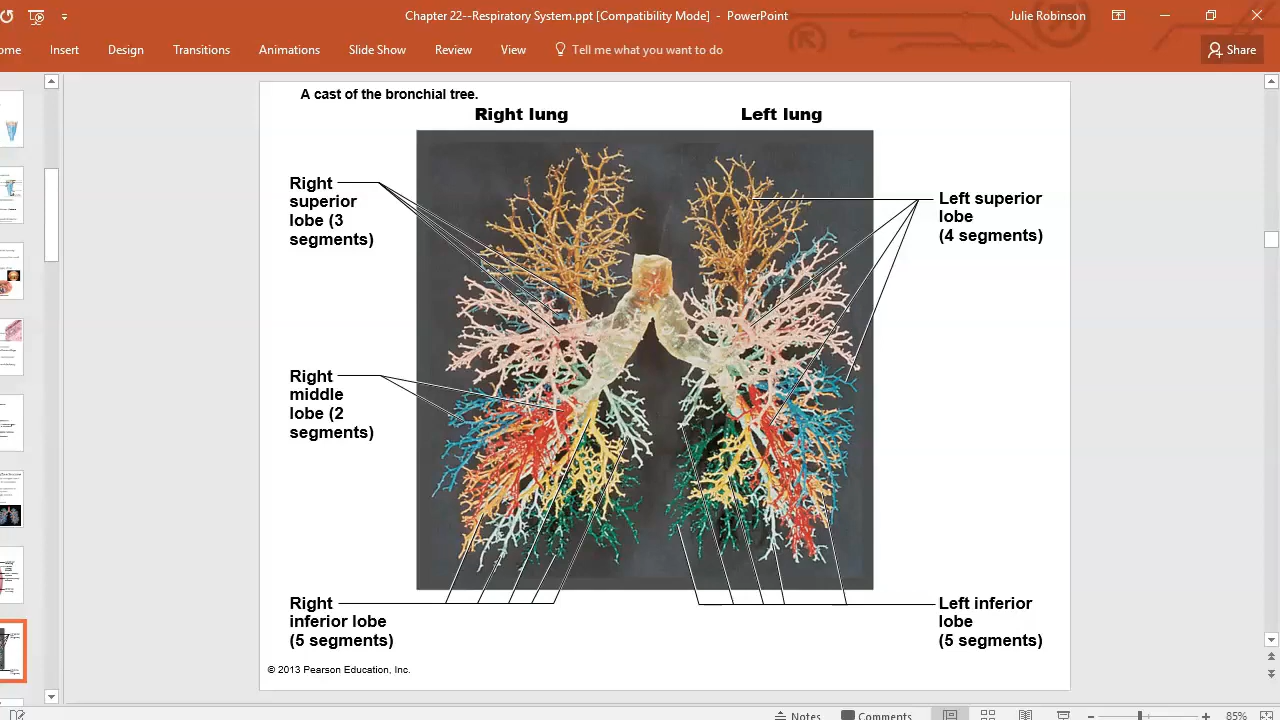 Chapter 22--Respiratory System.ppt [Compatibility Mode] - PowerPoint
Julie Robinson
ome Insert Design Transitions Animations Slide Show Review View Tell me what you want to do
Share
A cast of the bronchial tree.
Right lung
Left lung
Right
superior
lobe (3
segments)
Left superior
lobe
(4 segments)
Right
middle
lobe (2
segments)
Right
inferior lobe
(5 segments)
Left inferior
lobe
(5 segments)
© 2013 Pearson Education, Inc.
Notes
Comments
85%